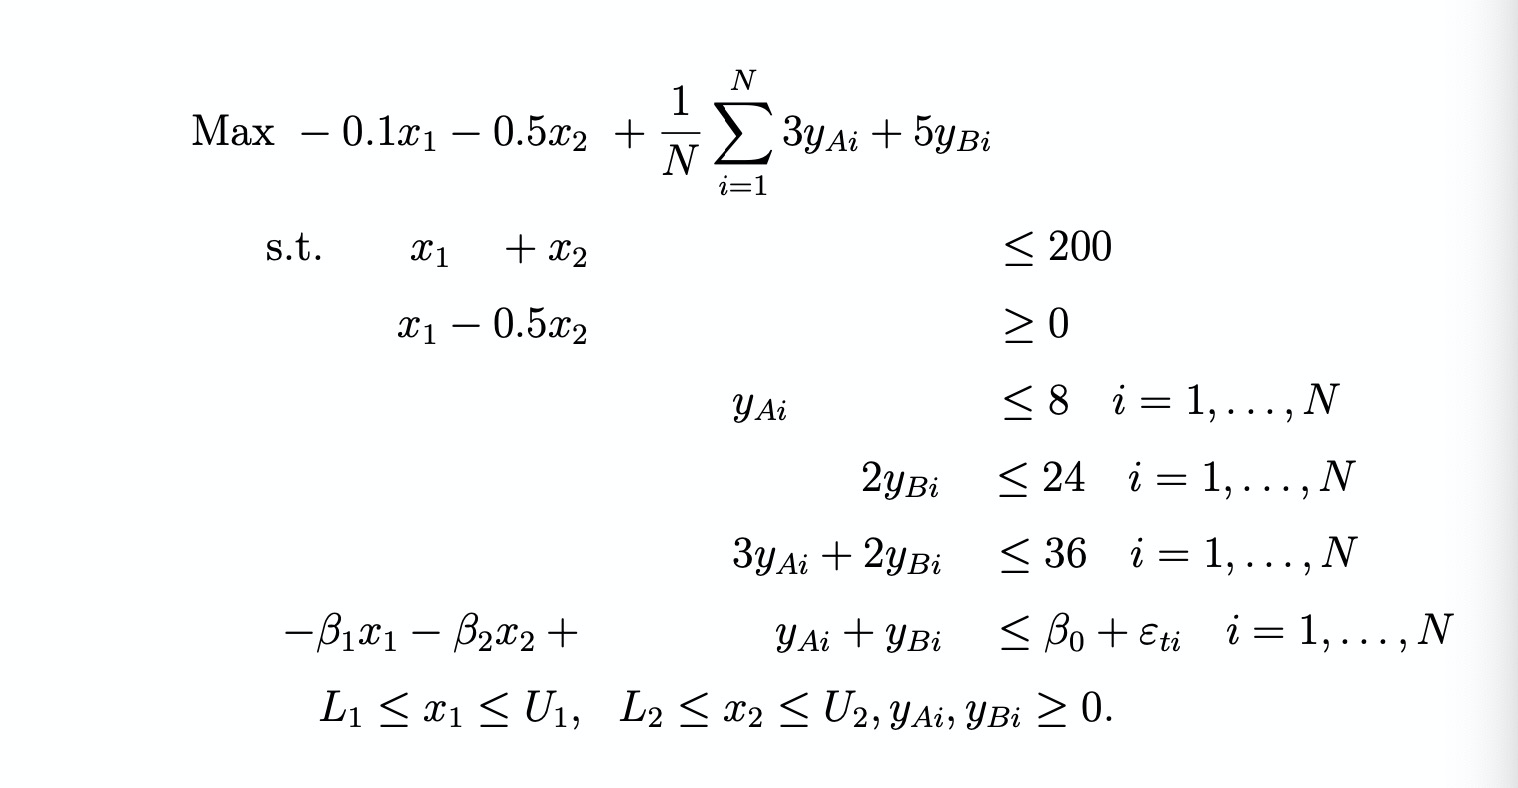 Max − 0.1x₁ − 0.5x₂ + \frac{1}{N} \sum_{i=1}^{N} 3y_{Ai} + 5y_{Bi}
s.t. x₁ + x₂ ≤ 200
x₁ − 0.5x₂ ≥ 0
y_{Ai} ≤ 8 i = 1, . . . , N
2y_{Bi} ≤ 24 i = 1, . . . , N
3y_{Ai} + 2y_{Bi} ≤ 36 i = 1, . . . , N
−β₁x₁ − β₂x₂ + y_{Ai} + y_{Bi} ≤ β₀ + ε_{ti} i = 1, . . . , N
L₁ ≤ x₁ ≤ U₁, L₂ ≤ x₂ ≤ U₂, y_{Ai}, y_{Bi} ≥ 0.